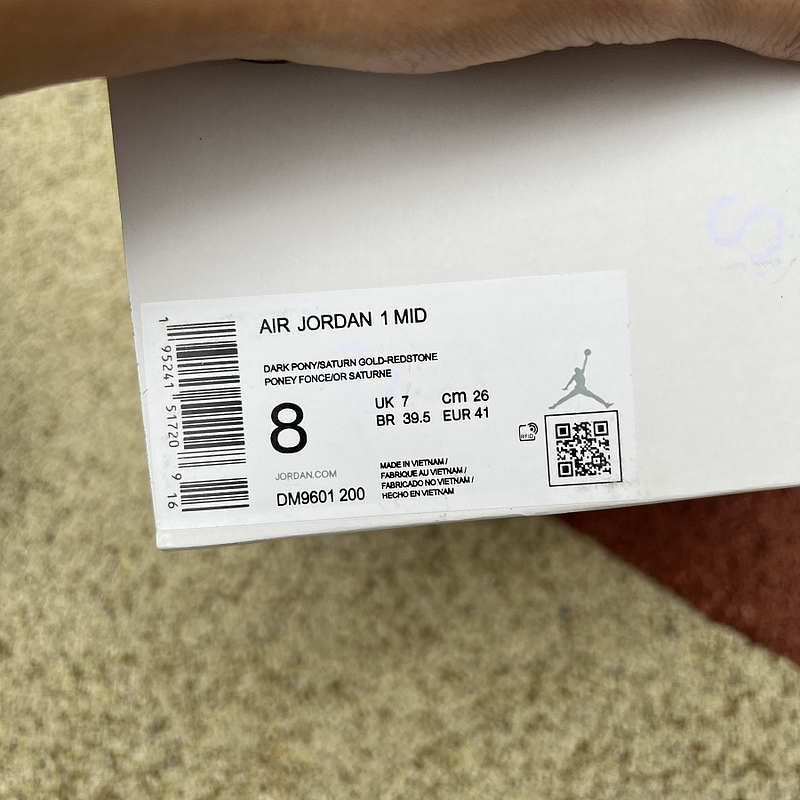 AIR JORDAN 1 MID
DARK PONY/SATURN GOLD-REDSTONE
PONEY FONCE/OR SATURNE
8
UK 7 cm 26
BR 39.5 EUR 41
RFID
JORDAN.COM
DM9601 200
MADE IN VIETNAM /
FABRIQUE AU VIETNAM /
FABRICADO NO VIETNAM /
HECHO EN VIETNAM
1 95241 51720 9 16
S